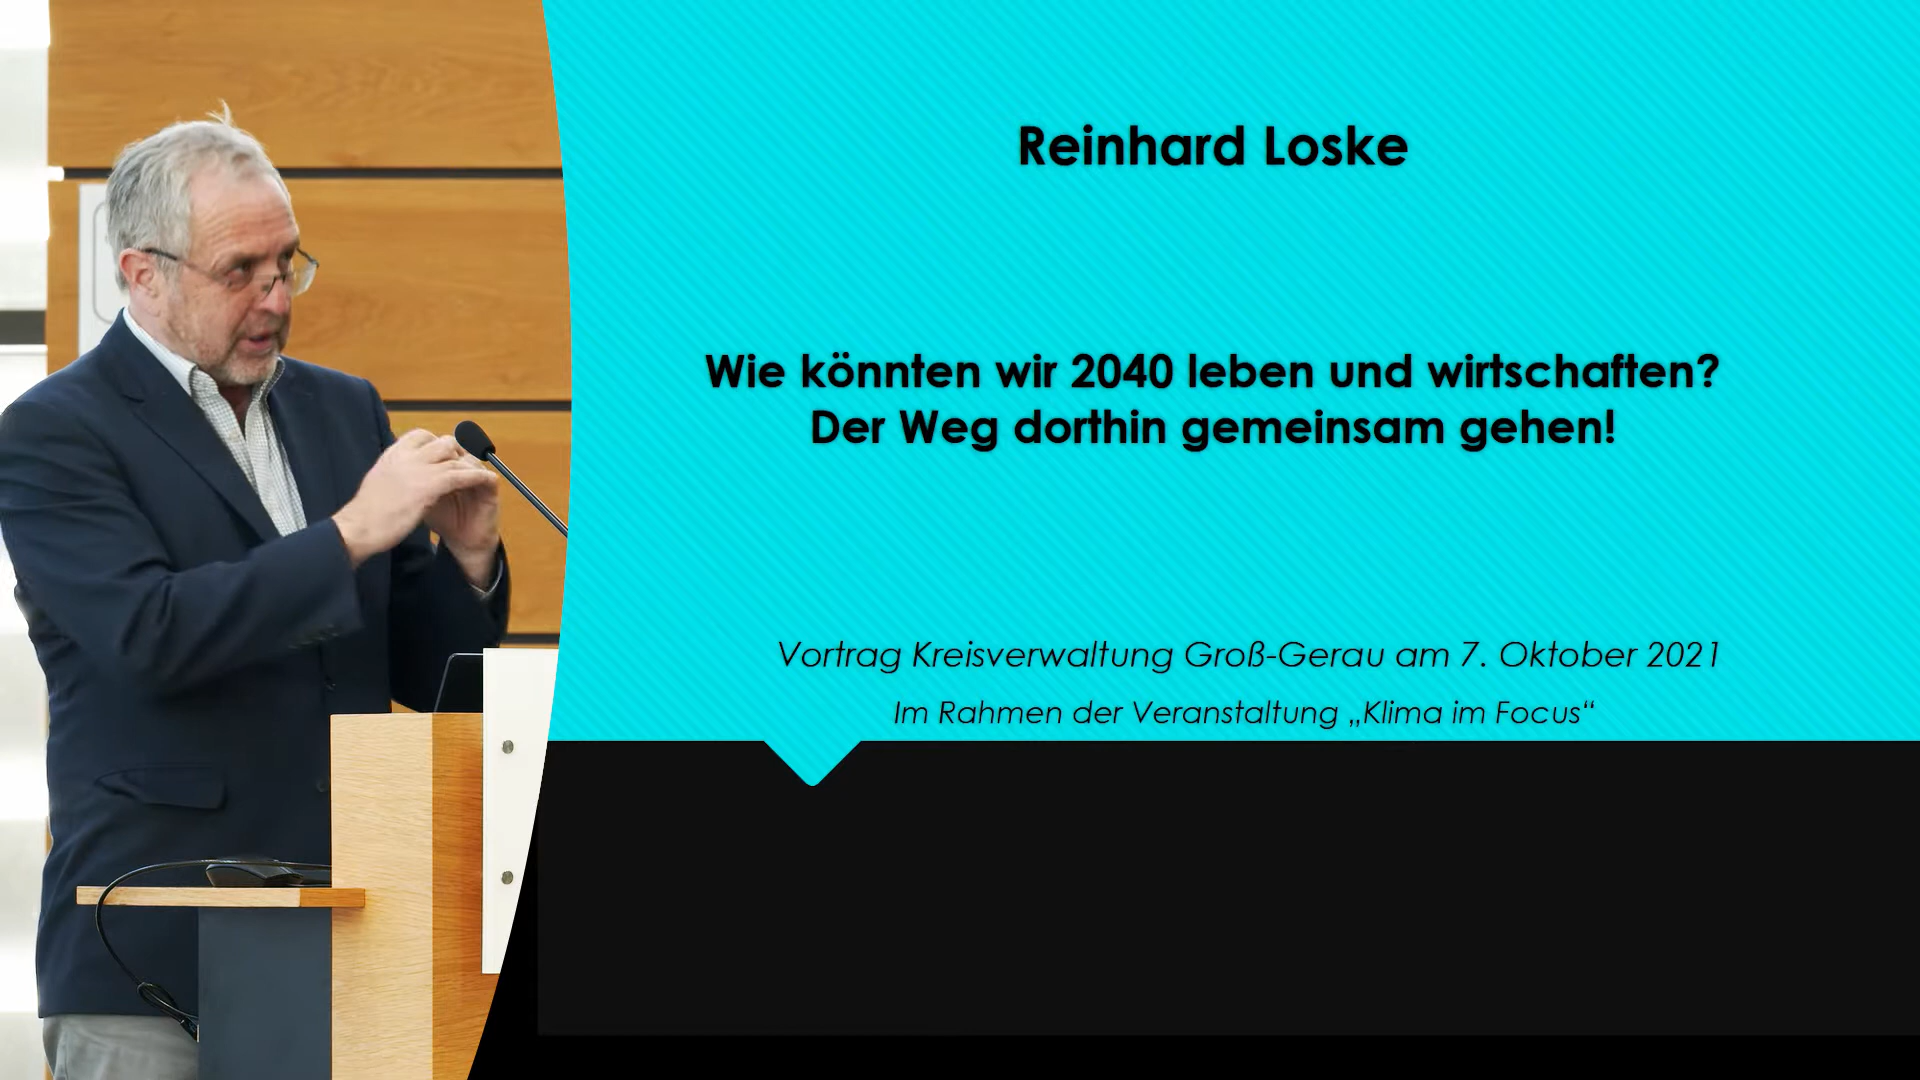 Reinhard Loske
Wie könnten wir 2040 leben und wirtschaften?
Der Weg dorthin gemeinsam gehen!
Vortrag Kreisverwaltung Groß-Gerau am 7. Oktober 2021
Im Rahmen der Veranstaltung „Klima im Focus“